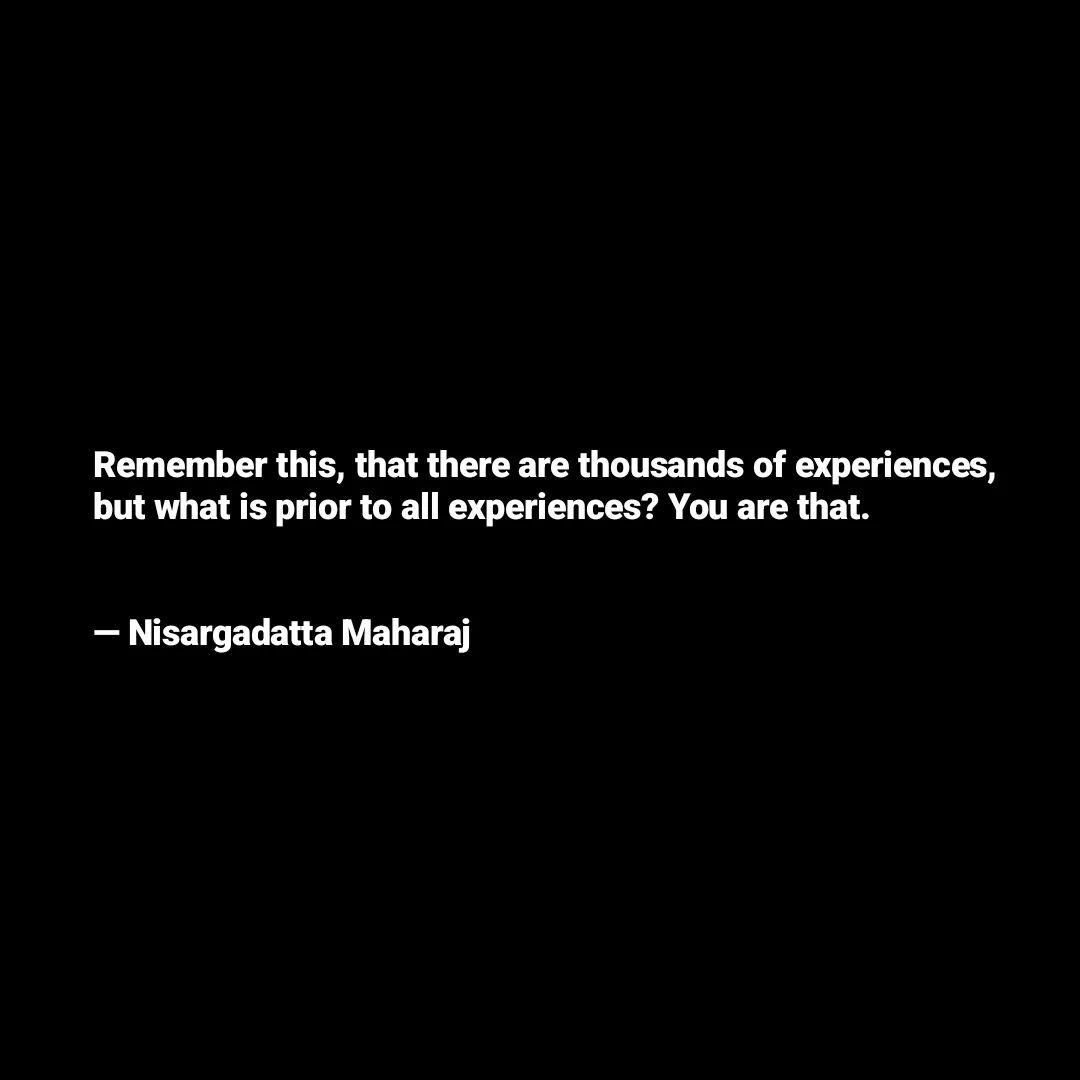 Remember this, that there are thousands of experiences,
but what is prior to all experiences? You are that.
— Nisargadatta Maharaj